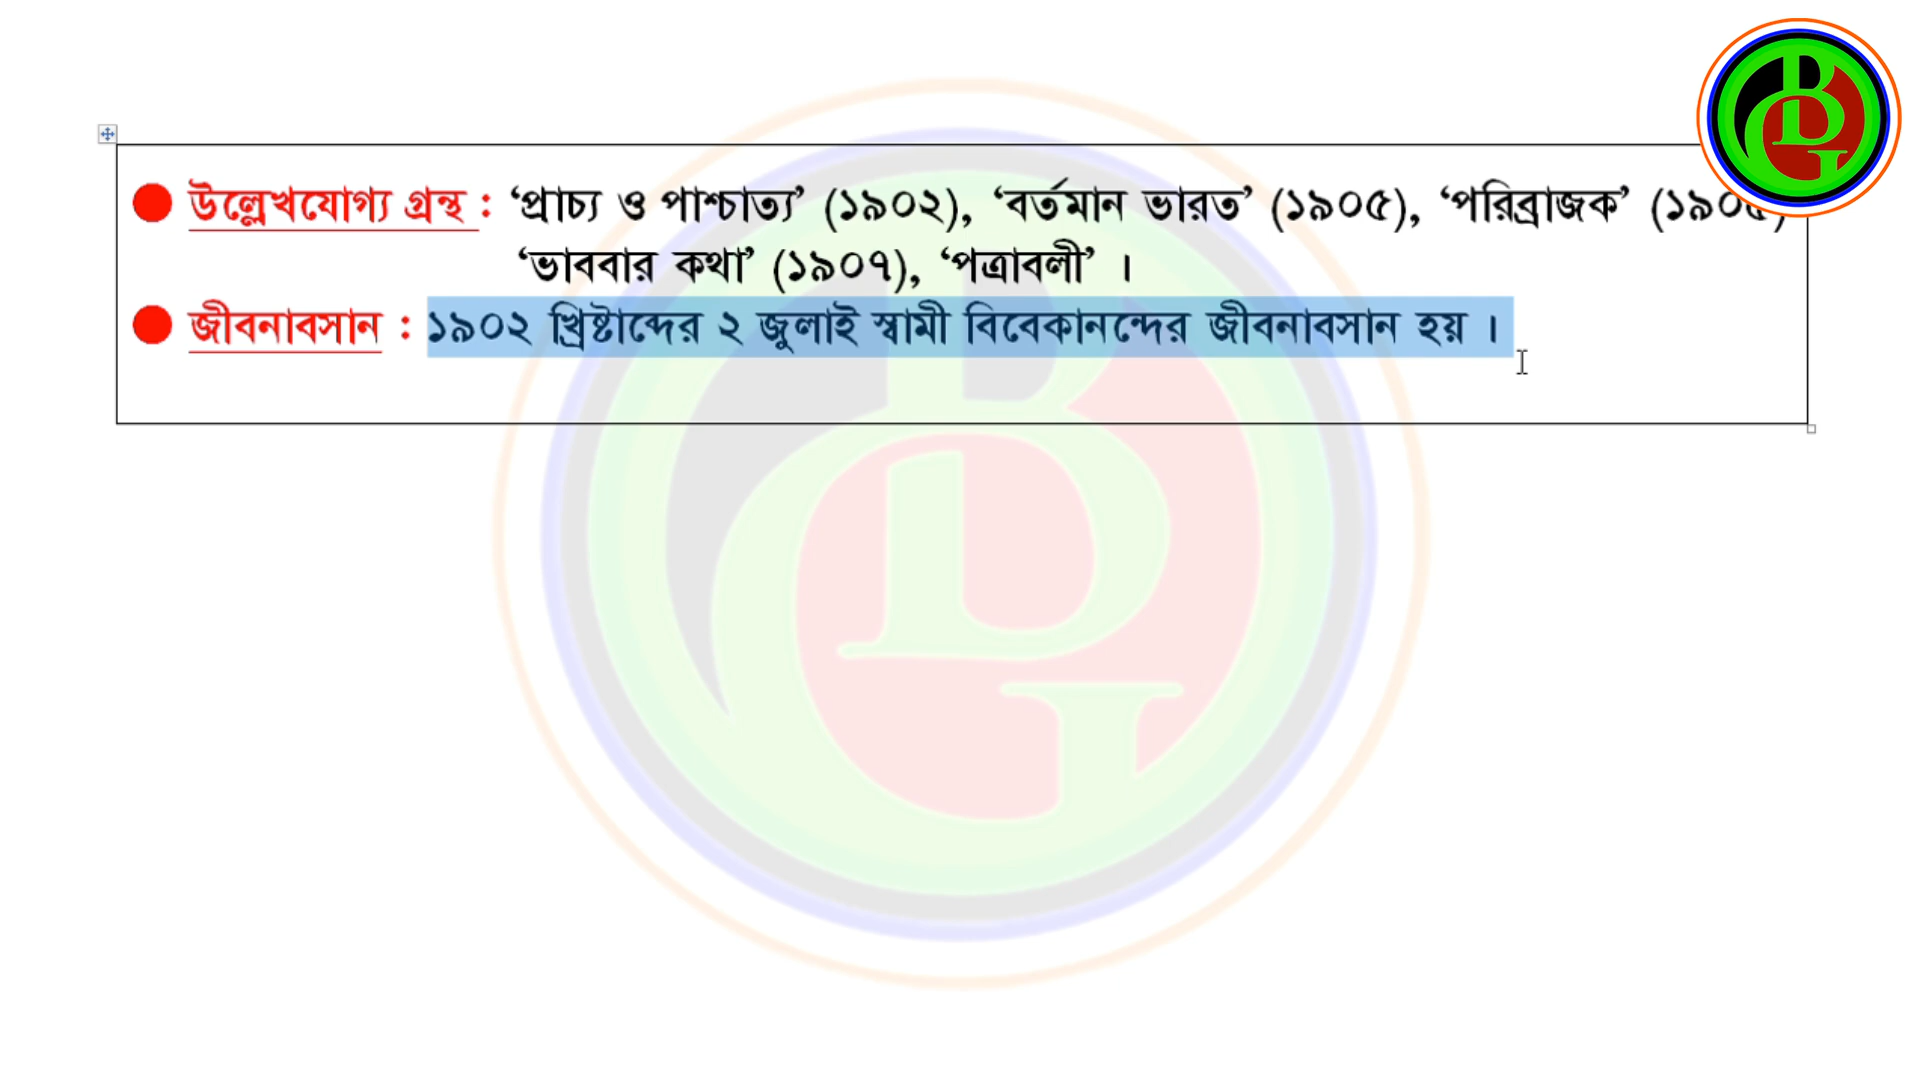 ● উল্লেখযোগ্য গ্রন্থ : ‘প্রাচ্য ও পাশ্চাত্য’ (১৯০২), ‘বর্তমান ভারত’ (১৯০৫), ‘পরিব্রাজক’ (১৯০৫)
‘ভাববার কথা’ (১৯০৭), ‘পত্রাবলী’ ।
● জীবনাবসান : ১৯০২ খ্রিষ্টাব্দের ২ জুলাই স্বামী বিবেকানন্দের জীবনাবসান হয় ।